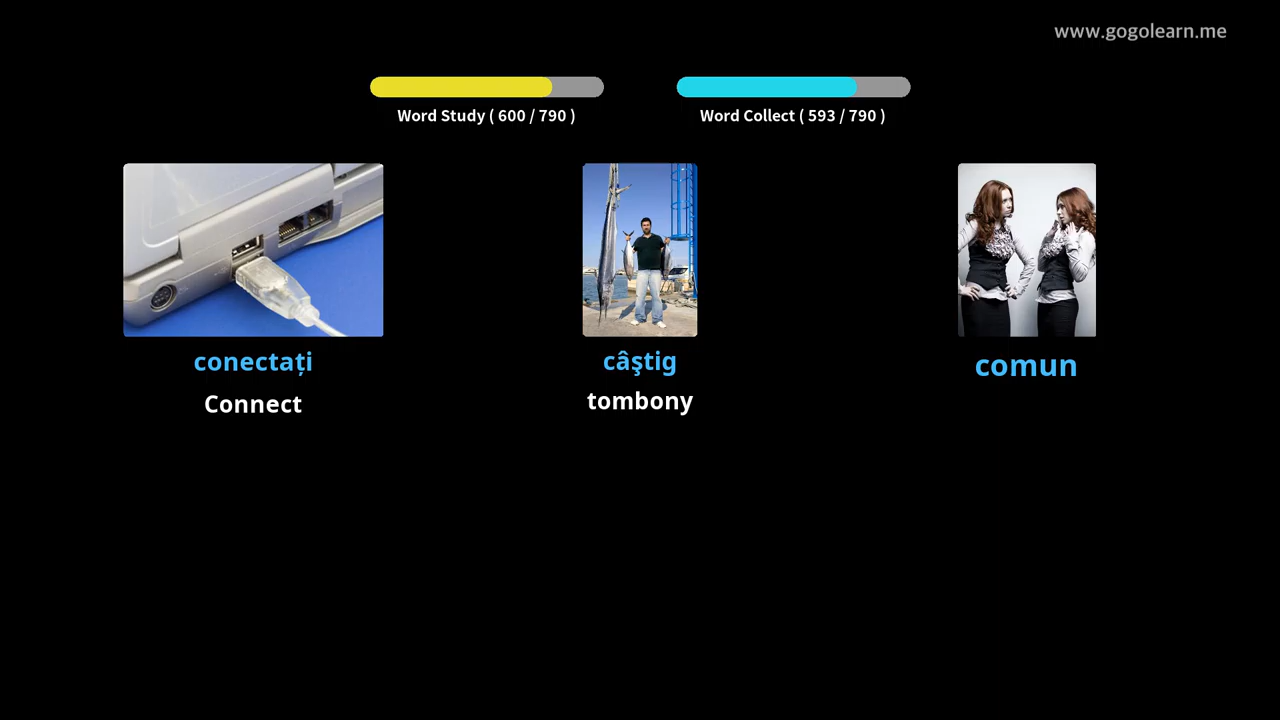 www.gogolearn.me
Word Study ( 600 / 790 )
Word Collect ( 593 / 790 )
conectați
Connect
câştig
tombony
comun